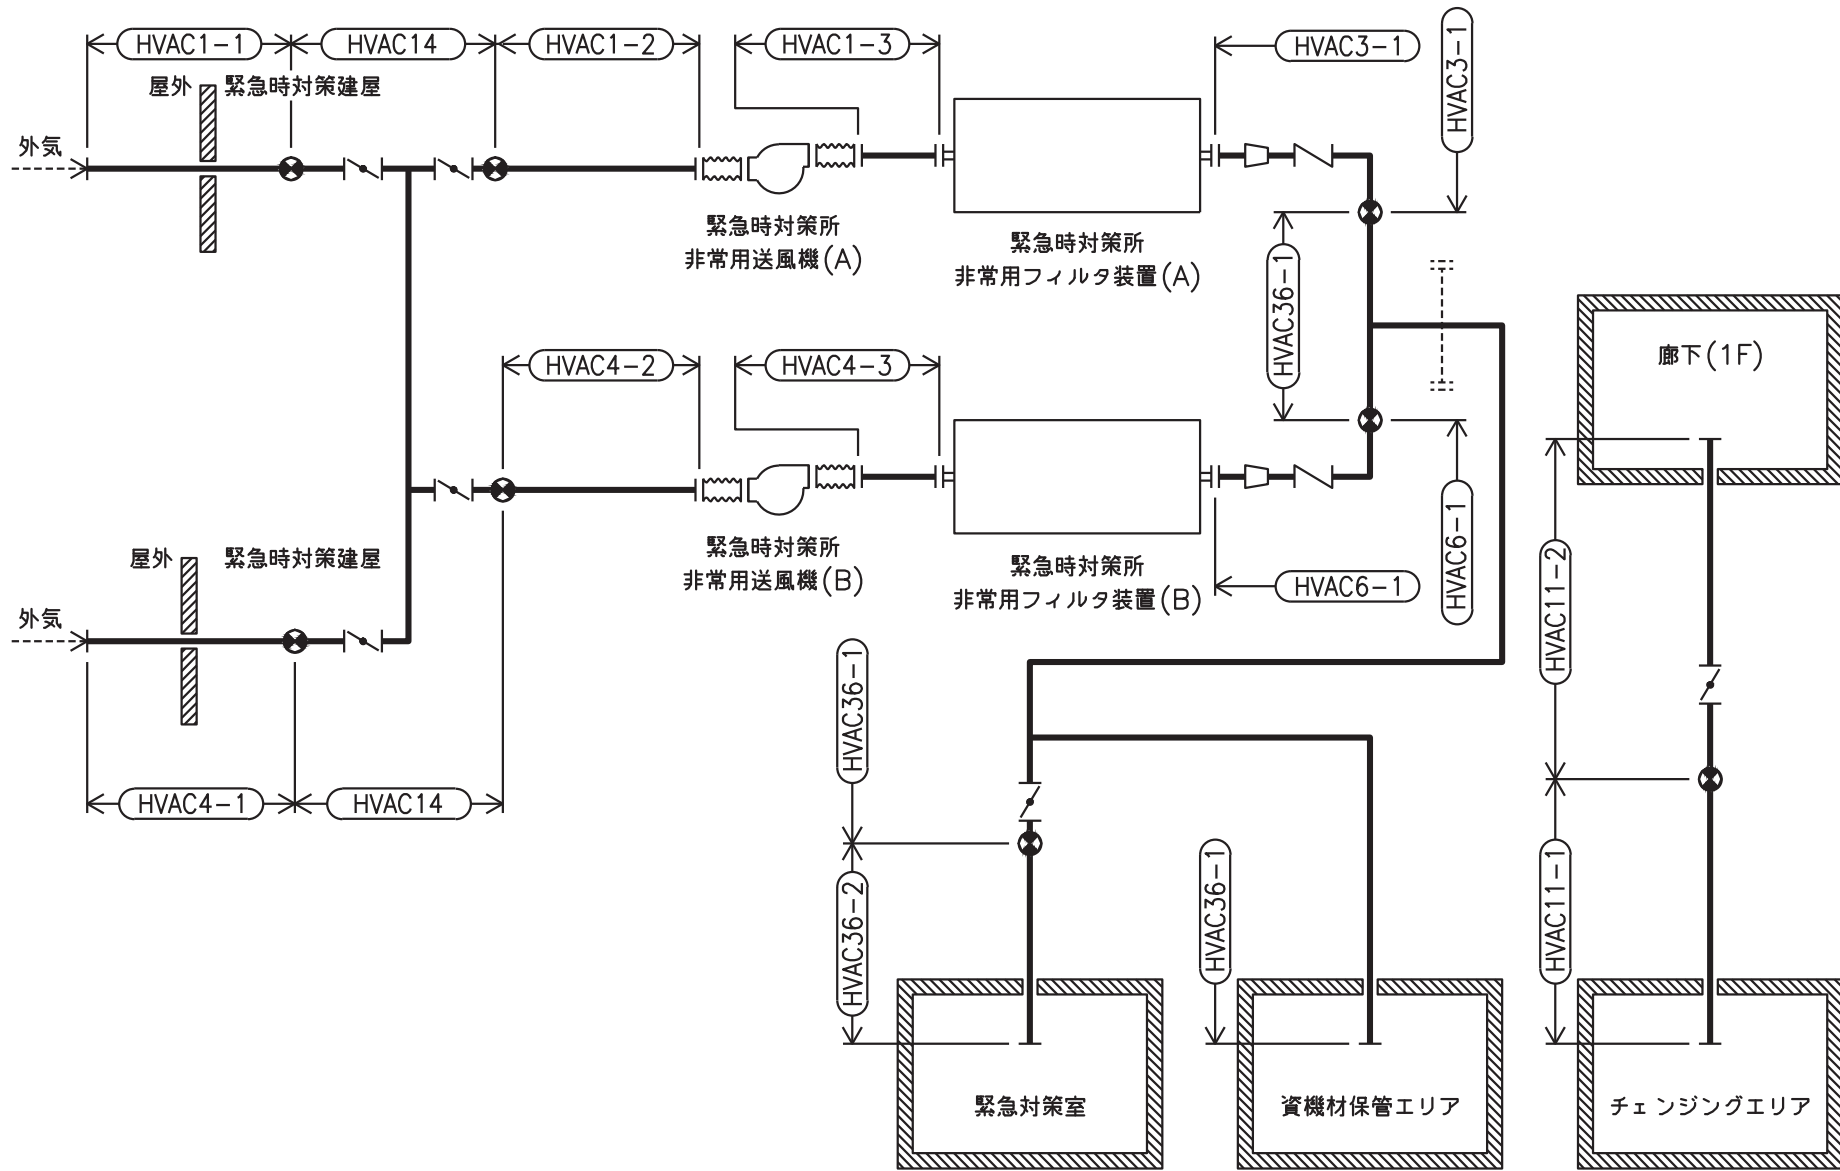 HVAC1-1
HVAC14
HVAC1-2
HVAC1-3
HVAC3-1
HVAC3-1
屋外
緊急時対策建屋
外気
緊急時対策所
非常用送風機(A)
緊急時対策所
非常用フィルタ装置(A)
HVAC36-1
廊下(1F)
HVAC4-2
HVAC4-3
屋外
緊急時対策建屋
外気
緊急時対策所
非常用送風機(B)
緊急時対策所
非常用フィルタ装置(B)
HVAC6-1
HVAC6-1
HVAC11-2
HVAC4-1
HVAC14
HVAC36-1
HVAC36-2
HVAC36-1
HVAC11-1
緊急対策室
資機材保管エリア
チェンジングエリア